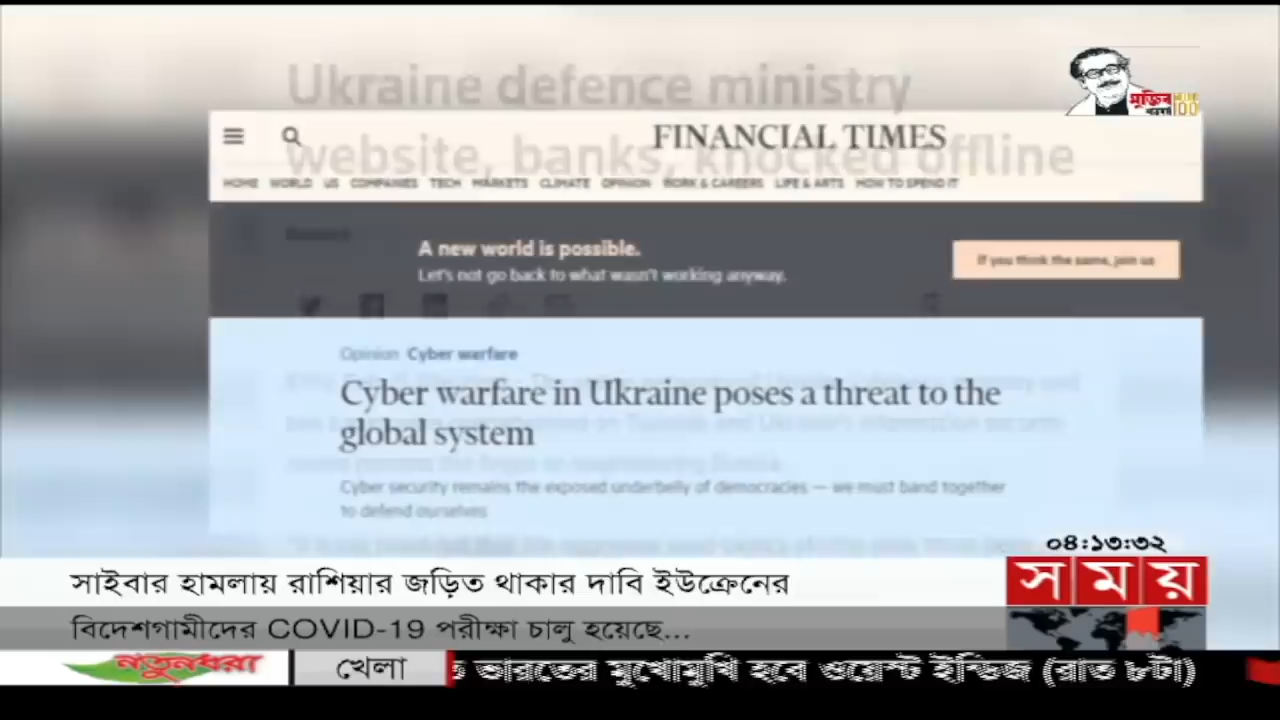 Ukraine defence ministry
website, banks, knocked offline
মুজিব
100
FINANCIAL TIMES
HOME WORLD US COMPANIES TECH MARKETS CLIMATE OPINION WORK & CAREERS LIFE & ARTS HOW TO SPEND IT
A new world is possible.
Let's not go back to what wasn't working anyway.
If you think the same, join us
Opinion Cyber warfare
Cyber warfare in Ukraine poses a threat to the
global system
Cyber security remains the exposed underbelly of democracies — we must band together
to defend ourselves
০৪:১৩:৩২
সময়
সাইবার হামলায় রাশিয়ার জড়িত থাকার দাবি ইউক্রেনের
বিদেশগামীদের COVID-19 পরীক্ষা চালু হয়েছে...
নতুনধরা
খেলা
ভারতের মুখোমুখি হবে ওয়েস্ট ইন্ডিজ (রাত ৮টা)